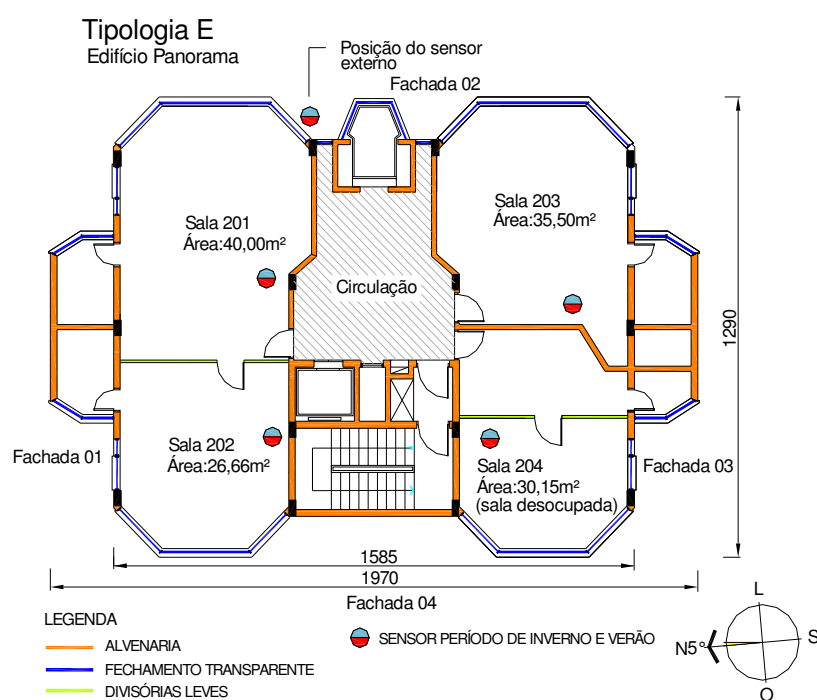 Tipologia E
Edifício Panorama
Posição do sensor
externo
Fachada 02
Sala 201
Área:40,00m²
Sala 203
Área:35,50m²
Circulação
1290
Sala 202
Área:26,66m²
Fachada 01
Sala 204
Área:30,15m²
(sala desocupada)
Fachada 03
1585
1970
Fachada 04
LEGENDA
ALVENARIA
FECHAMENTO TRANSPARENTE
DIVISÓRIAS LEVES
SENSOR PERÍODO DE INVERNO E VERÃO
L
N5°
S
O